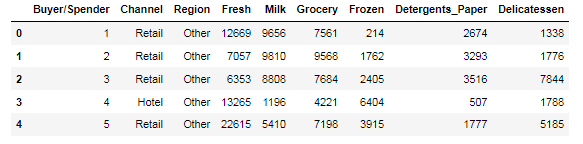 Buyer/Spender Channel Region Fresh Milk Grocery Frozen Detergents_Paper Delicatessen
0 1 Retail Other 12669 9656 7561 214 2674 1338
1 2 Retail Other 7057 9810 9568 1762 3293 1776
2 3 Retail Other 6353 8808 7684 2405 3516 7844
3 4 Hotel Other 13265 1196 4221 6404 507 1788
4 5 Retail Other 22615 5410 7198 3915 1777 5185